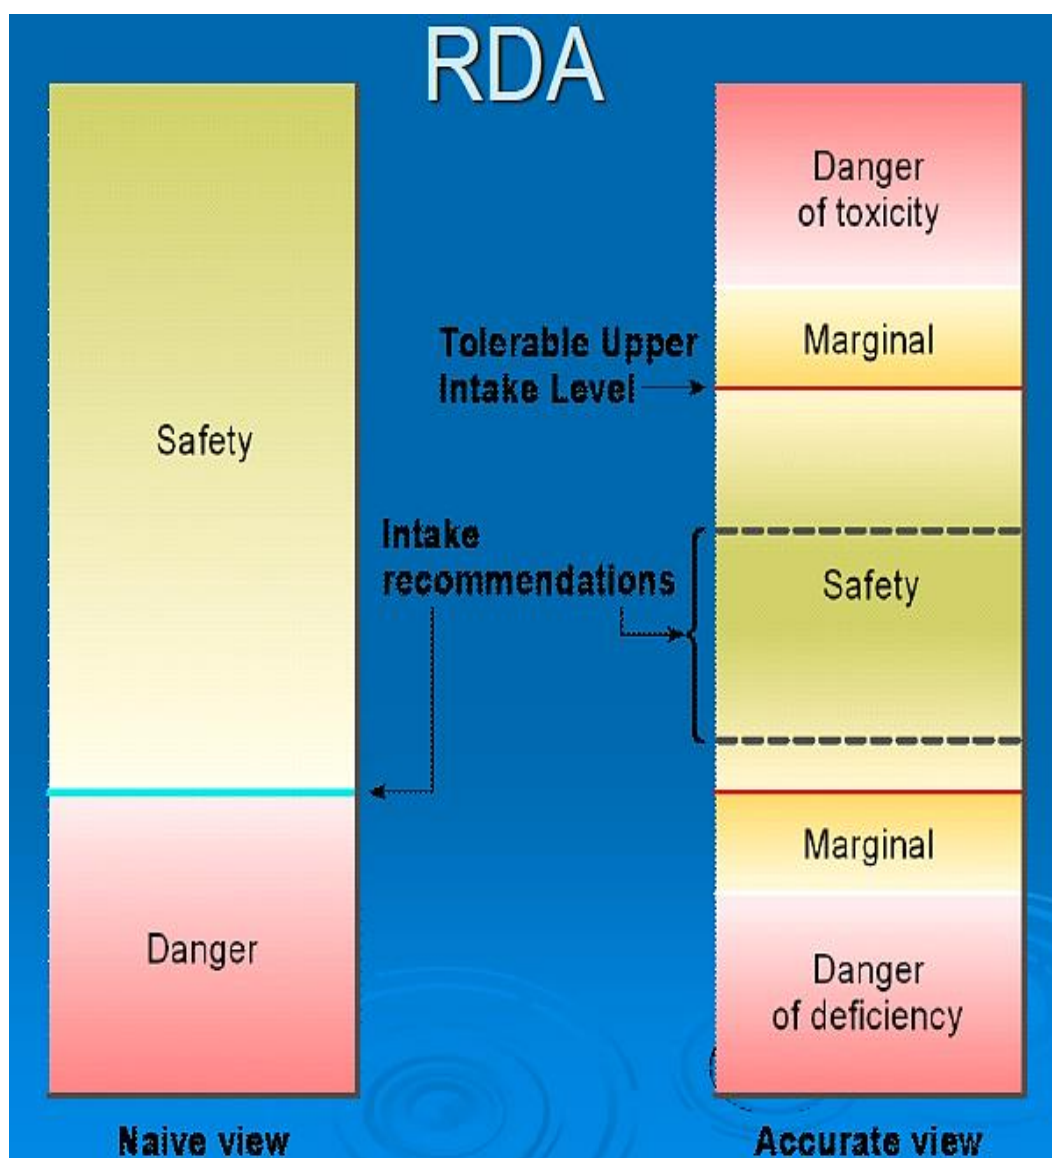 RDA
Safety
Danger
Naive view
Intake
recommendations
Tolerable Upper
Intake Level
Danger
of toxicity
Marginal
Safety
Marginal
Danger
of deficiency
Accurate view